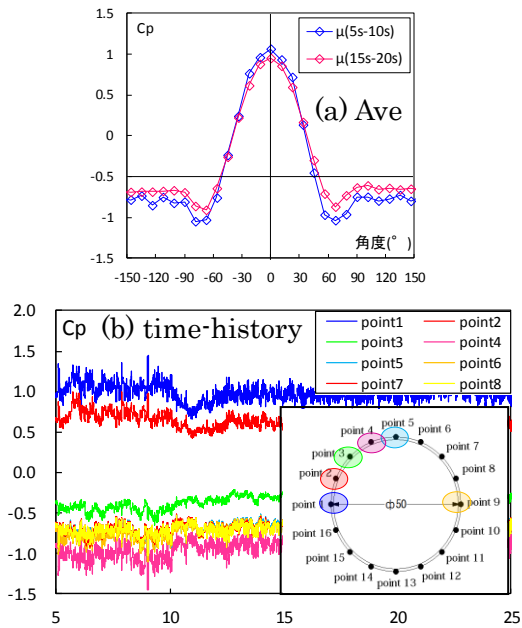 Cp
μ(5s-10s)
μ(15s-20s)
(a) Ave
1.5
1
0.5
0
-0.5
-1
-1.5
角度(°)
-150 -120 -90 -60 -30 0 30 60 90 120 150
Cp (b) time-history
point1 point2
point3 point4
point5 point6
point7 point8
2.0
1.5
1.0
0.5
0.0
-0.5
-1.0
-1.5
5 10 15 20 25
point 5
point 4 point 6
point 3 point 7
point 2 point 8
point ф50 point 9
point 16 point 10
point 15 point 11
point 14 point 12
point 13